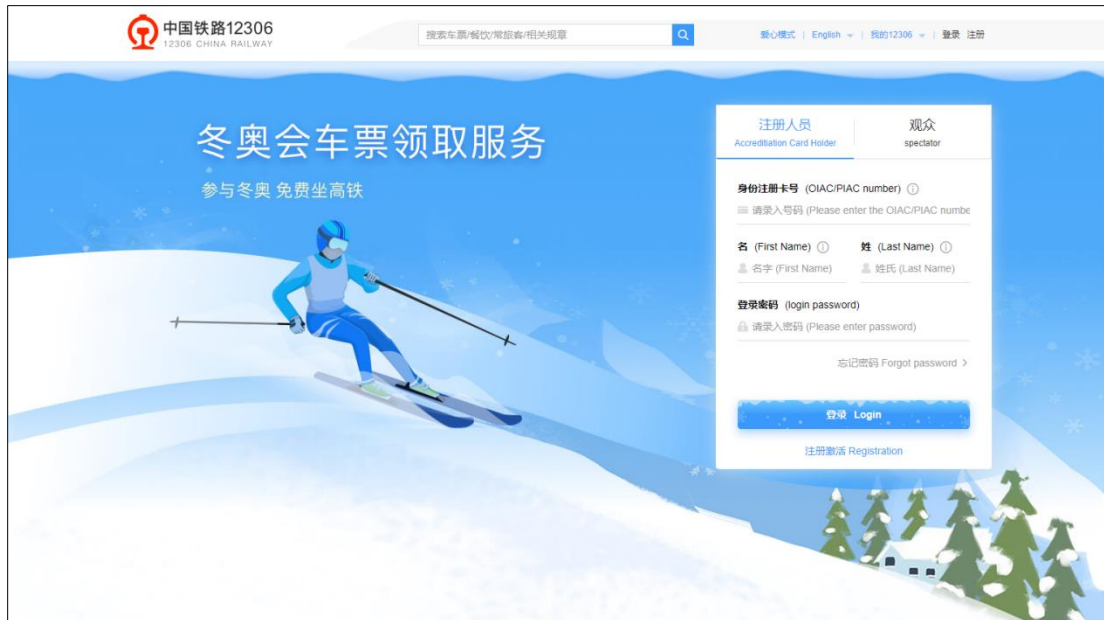 中国铁路12306
12306 CHINA RAILWAY
搜索车票/餐饮/常旅客/相关规章
爱心模式 | English | 我的12306 | 登录 注册
冬奥会车票领取服务
参与冬奥 免费坐高铁
注册人员
Accreditiation Card Holder
观众
spectator
身份注册卡号 (OIAC/PIAC number)
请录入号码 (Please enter the OIAC/PIAC numbe
名 (First Name) 姓 (Last Name)
名字 (First Name) 姓氏 (Last Name)
登录密码 (login password)
请录入密码 (Please enter password)
忘记密码 Forgot password >
登录 Login
注册激活 Registration